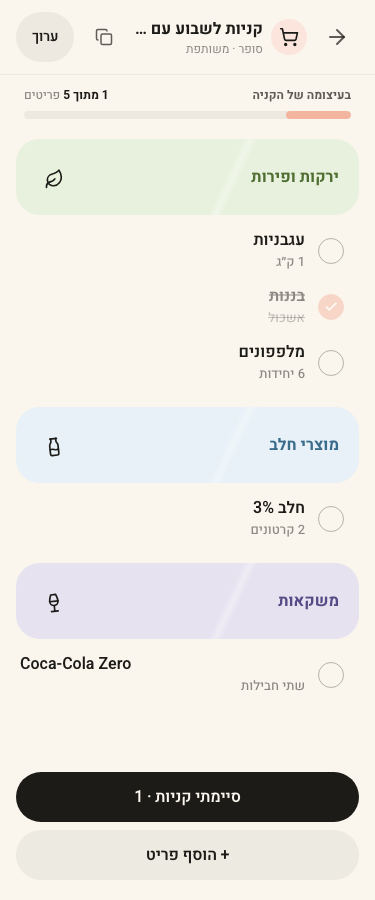 קניות לשבוע עם ...
סופר · משותפת
ערוך
בעיצומה של הקניה
1 מתוך 5 פריטים
ירקות ופירות
עגבניות
1 ק״ג
בננות
אשכול
מלפפונים
6 יחידות
מוצרי חלב
חלב 3%
2 קרטונים
משקאות
Coca-Cola Zero
שתי חבילות
סיימתי קניות · 1
+ הוסף פריט